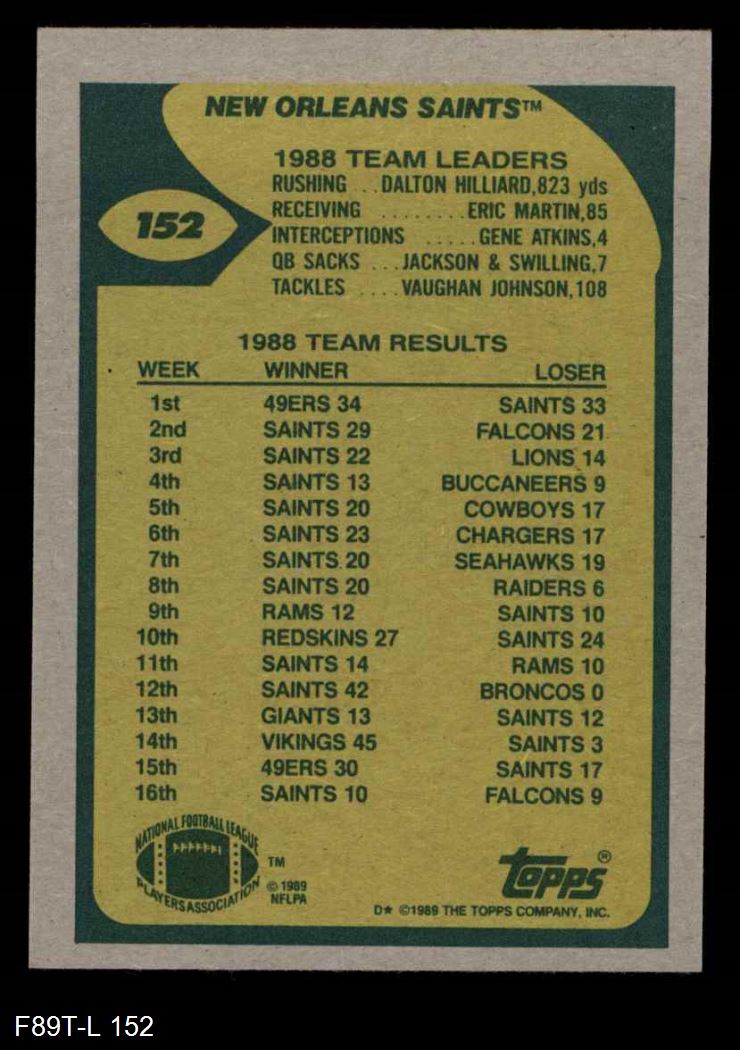 NEW ORLEANS SAINTS™
1988 TEAM LEADERS
RUSHING ..DALTON HILLIARD,823 yds
RECEIVING ........ERIC MARTIN,85
INTERCEPTIONS .....GENE ATKINS,4
QB SACKS ...JACKSON & SWILLING,7
TACKLES ....VAUGHAN JOHNSON,108
152
1988 TEAM RESULTS
WEEK WINNER LOSER
1st 49ERS 34 SAINTS 33
2nd SAINTS 29 FALCONS 21
3rd SAINTS 22 LIONS 14
4th SAINTS 13 BUCCANEERS 9
5th SAINTS 20 COWBOYS 17
6th SAINTS 23 CHARGERS 17
7th SAINTS 20 SEAHAWKS 19
8th SAINTS 20 RAIDERS 6
9th RAMS 12 SAINTS 10
10th REDSKINS 27 SAINTS 24
11th SAINTS 14 RAMS 10
12th SAINTS 42 BRONCOS 0
13th GIANTS 13 SAINTS 12
14th VIKINGS 45 SAINTS 3
15th 49ERS 30 SAINTS 17
16th SAINTS 10 FALCONS 9
NATIONAL FOOTBALL LEAGUE
PLAYERS ASSOCIATION
TM
© 1989
NFLPA
topps®
D★ ©1989 THE TOPPS COMPANY, INC.
F89T-L 152